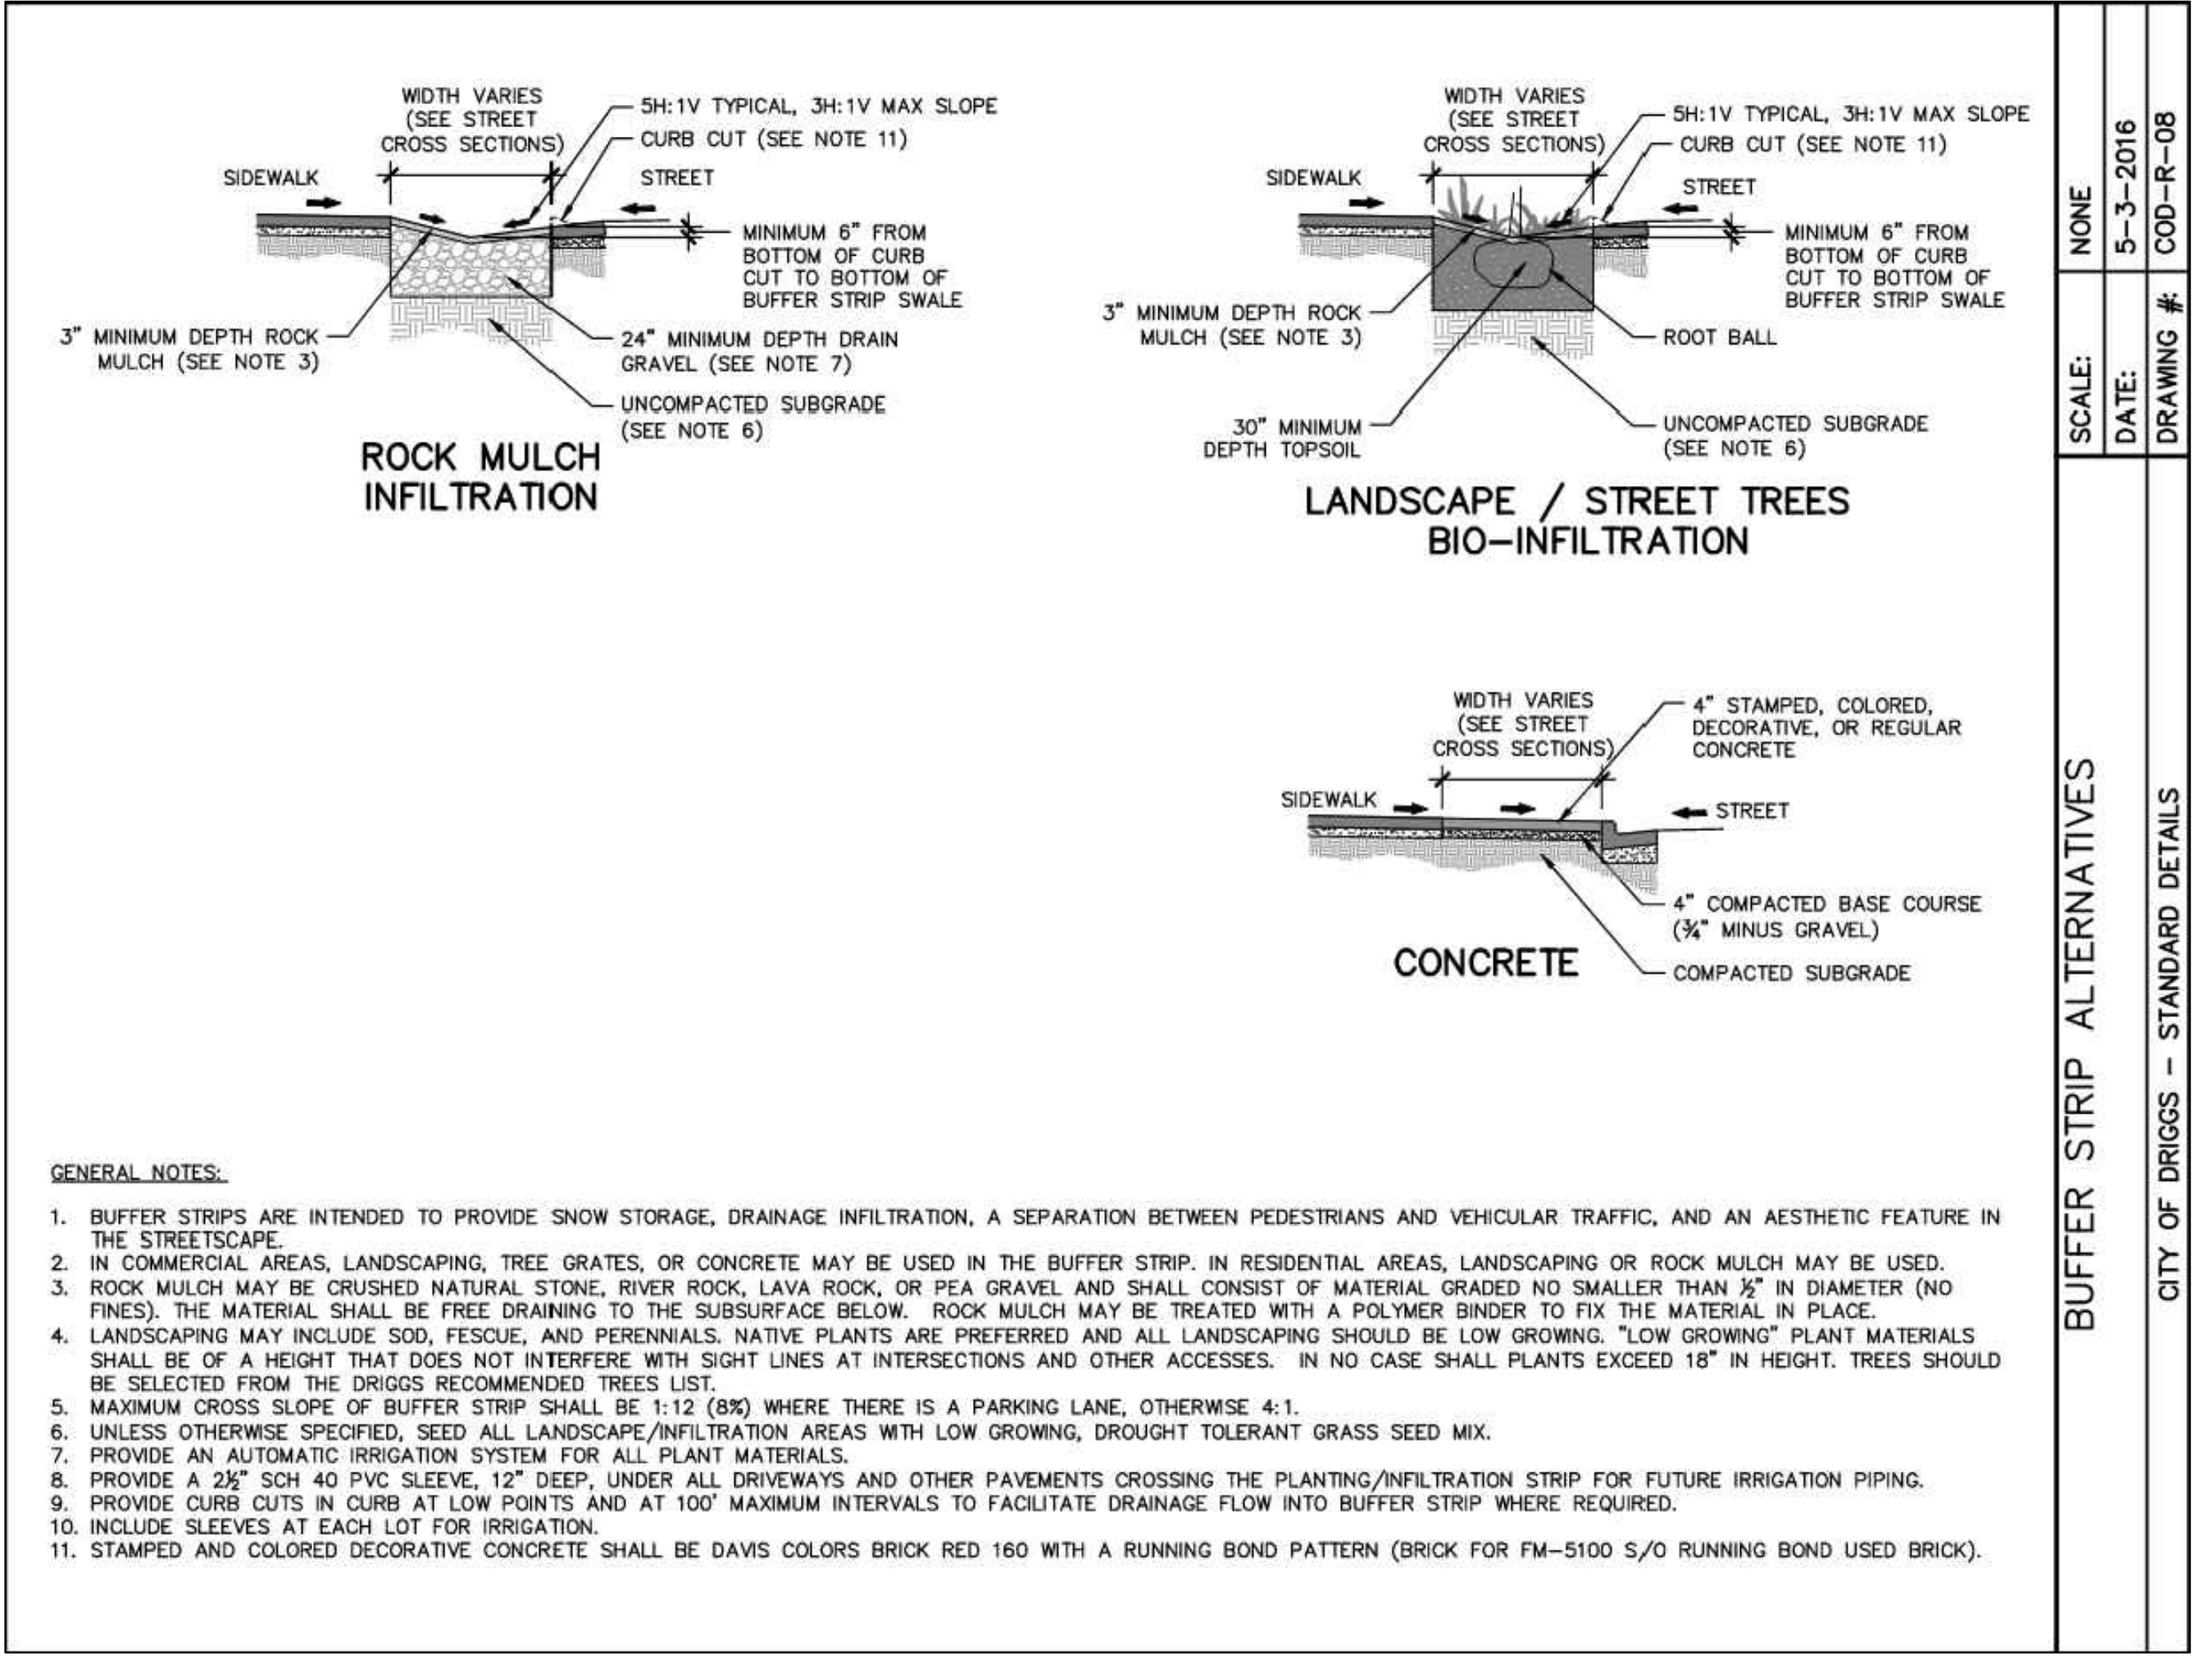 WIDTH VARIES
(SEE STREET
CROSS SECTIONS)
5H:1V TYPICAL, 3H:1V MAX SLOPE
CURB CUT (SEE NOTE 11)
SIDEWALK
STREET
MINIMUM 6" FROM
BOTTOM OF CURB
CUT TO BOTTOM OF
BUFFER STRIP SWALE
3" MINIMUM DEPTH ROCK
MULCH (SEE NOTE 3)
24" MINIMUM DEPTH DRAIN
GRAVEL (SEE NOTE 7)
UNCOMPACTED SUBGRADE
(SEE NOTE 6)
ROCK MULCH
INFILTRATION
WIDTH VARIES
(SEE STREET
CROSS SECTIONS)
5H:1V TYPICAL, 3H:1V MAX SLOPE
CURB CUT (SEE NOTE 11)
SIDEWALK
STREET
MINIMUM 6" FROM
BOTTOM OF CURB
CUT TO BOTTOM OF
BUFFER STRIP SWALE
3" MINIMUM DEPTH ROCK
MULCH (SEE NOTE 3)
ROOT BALL
30" MINIMUM
DEPTH TOPSOIL
UNCOMPACTED SUBGRADE
(SEE NOTE 6)
LANDSCAPE / STREET TREES
BIO-INFILTRATION
WIDTH VARIES
(SEE STREET
CROSS SECTIONS)
4" STAMPED, COLORED,
DECORATIVE, OR REGULAR
CONCRETE
SIDEWALK
STREET
4" COMPACTED BASE COURSE
(¾" MINUS GRAVEL)
COMPACTED SUBGRADE
CONCRETE
GENERAL NOTES:
1. BUFFER STRIPS ARE INTENDED TO PROVIDE SNOW STORAGE, DRAINAGE INFILTRATION, A SEPARATION BETWEEN PEDESTRIANS AND VEHICULAR TRAFFIC, AND AN AESTHETIC FEATURE IN
THE STREETSCAPE.
2. IN COMMERCIAL AREAS, LANDSCAPING, TREE GRATES, OR CONCRETE MAY BE USED IN THE BUFFER STRIP. IN RESIDENTIAL AREAS, LANDSCAPING OR ROCK MULCH MAY BE USED.
3. ROCK MULCH MAY BE CRUSHED NATURAL STONE, RIVER ROCK, LAVA ROCK, OR PEA GRAVEL AND SHALL CONSIST OF MATERIAL GRADED NO SMALLER THAN ½" IN DIAMETER (NO
FINES). THE MATERIAL SHALL BE FREE DRAINING TO THE SUBSURFACE BELOW. ROCK MULCH MAY BE TREATED WITH A POLYMER BINDER TO FIX THE MATERIAL IN PLACE.
4. LANDSCAPING MAY INCLUDE SOD, FESCUE, AND PERENNIALS. NATIVE PLANTS ARE PREFERRED AND ALL LANDSCAPING SHOULD BE LOW GROWING. "LOW GROWING" PLANT MATERIALS
SHALL BE OF A HEIGHT THAT DOES NOT INTERFERE WITH SIGHT LINES AT INTERSECTIONS AND OTHER ACCESSES. IN NO CASE SHALL PLANTS EXCEED 18" IN HEIGHT. TREES SHOULD
BE SELECTED FROM THE DRIGGS RECOMMENDED TREES LIST.
5. MAXIMUM CROSS SLOPE OF BUFFER STRIP SHALL BE 1:12 (8%) WHERE THERE IS A PARKING LANE, OTHERWISE 4:1.
6. UNLESS OTHERWISE SPECIFIED, SEED ALL LANDSCAPE/INFILTRATION AREAS WITH LOW GROWING, DROUGHT TOLERANT GRASS SEED MIX.
7. PROVIDE AN AUTOMATIC IRRIGATION SYSTEM FOR ALL PLANT MATERIALS.
8. PROVIDE A 2½" SCH 40 PVC SLEEVE, 12" DEEP, UNDER ALL DRIVEWAYS AND OTHER PAVEMENTS CROSSING THE PLANTING/INFILTRATION STRIP FOR FUTURE IRRIGATION PIPING.
9. PROVIDE CURB CUTS IN CURB AT LOW POINTS AND AT 100' MAXIMUM INTERVALS TO FACILITATE DRAINAGE FLOW INTO BUFFER STRIP WHERE REQUIRED.
10. INCLUDE SLEEVES AT EACH LOT FOR IRRIGATION.
11. STAMPED AND COLORED DECORATIVE CONCRETE SHALL BE DAVIS COLORS BRICK RED 160 WITH A RUNNING BOND PATTERN (BRICK FOR FM-5100 S/O RUNNING BOND USED BRICK).
BUFFER STRIP ALTERNATIVES
CITY OF DRIGGS - STANDARD DETAILS
SCALE: NONE
DATE: 5-3-2016
DRAWING #: COD-R-08